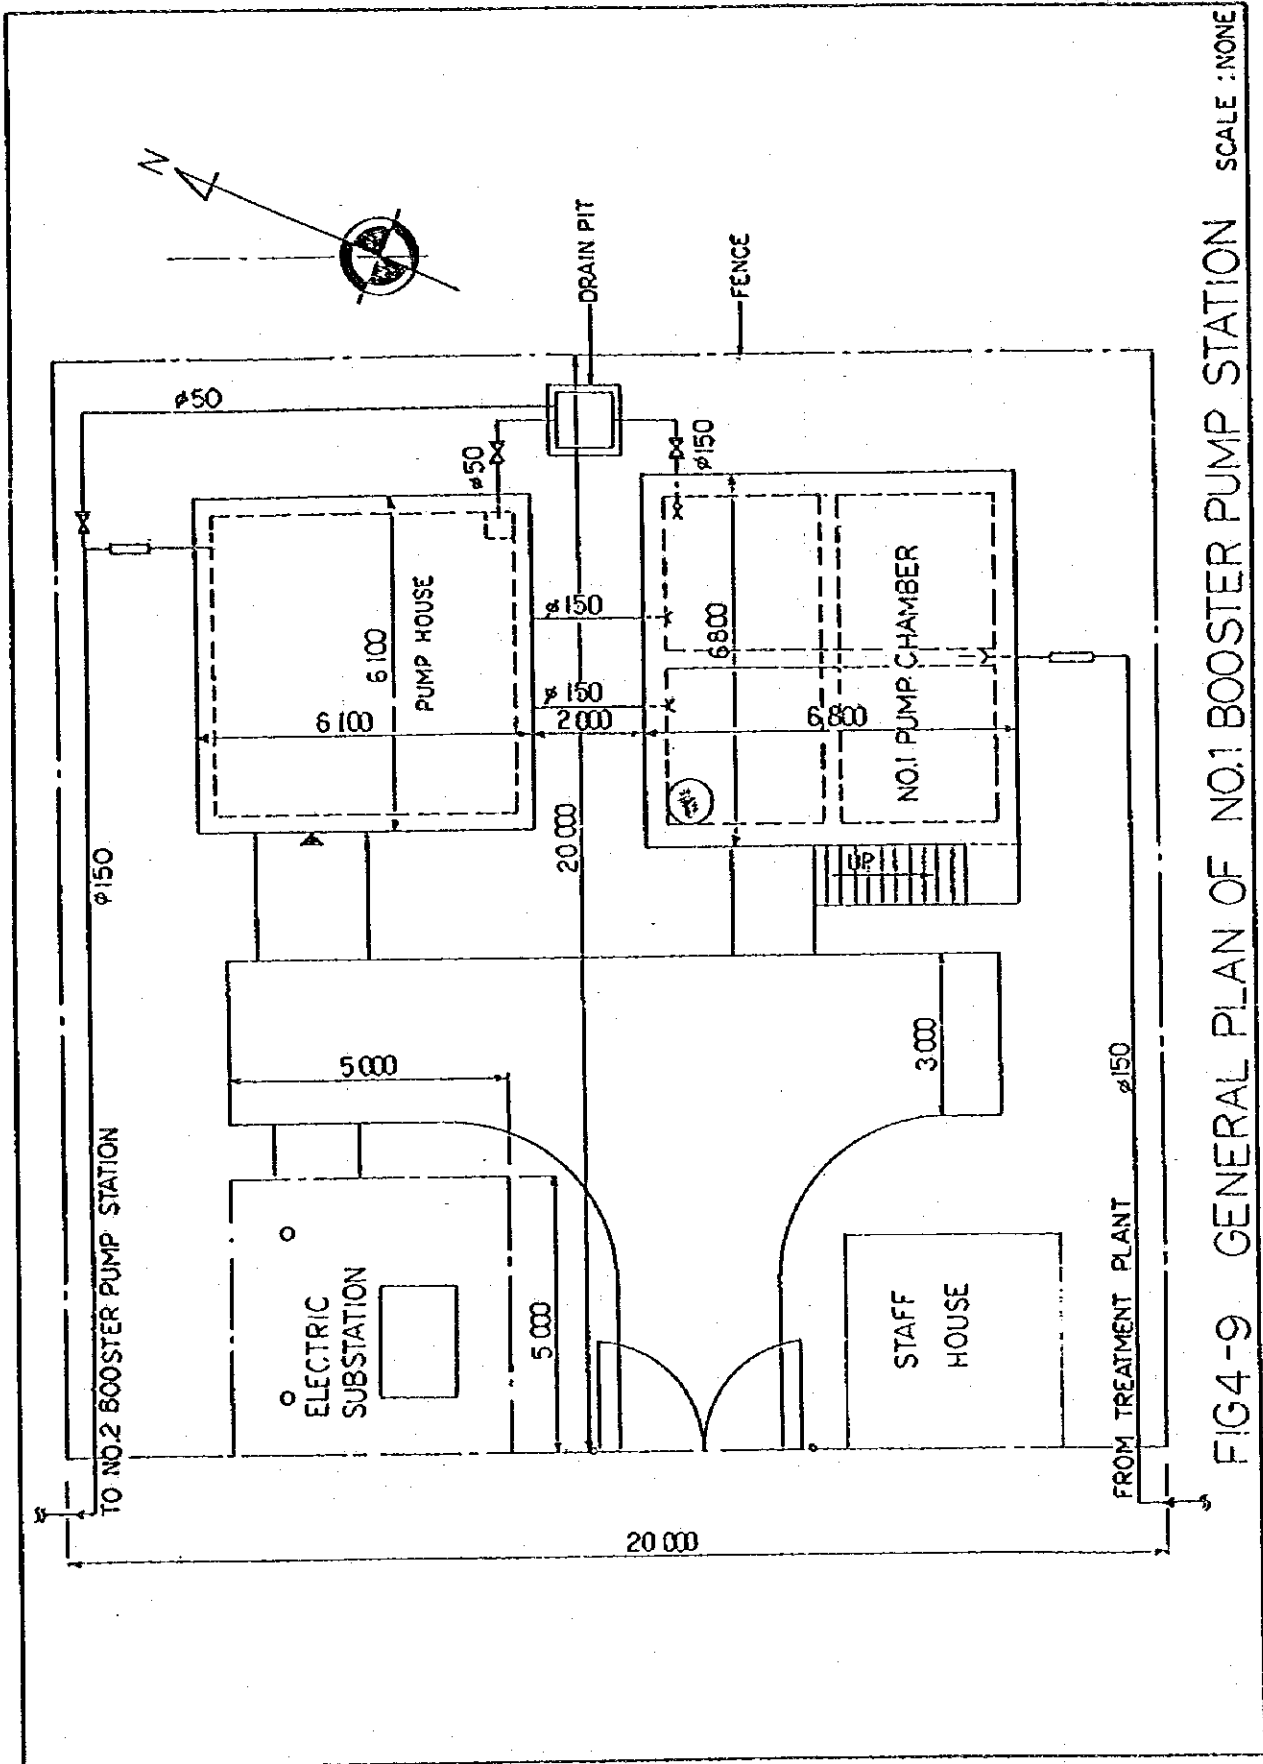 N
DRAIN PIT
FENCE
ø50
ø50
ø150
6 100
PUMP HOUSE
6 100
ø150
ø150
2 000
6 800
6 800
NO.1 PUMP CHAMBER
UP
20 000
ø150
5 000
3 000
ø150
TO NO.2 BOOSTER PUMP STATION
ELECTRIC
SUBSTATION
5 000
STAFF
HOUSE
FROM TREATMENT PLANT
20 000
FIG4-9 GENERAL PLAN OF NO.1 BOOSTER PUMP STATION SCALE :NONE